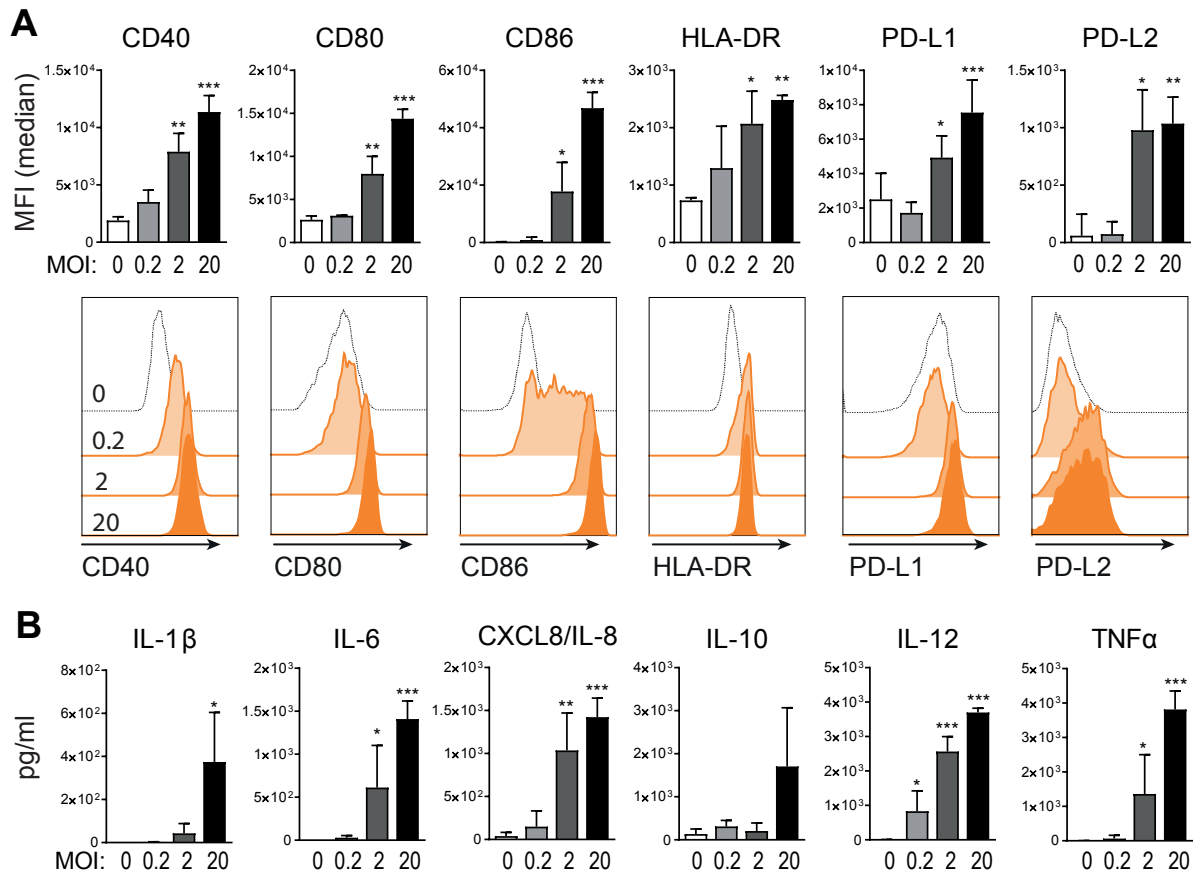 A
CD40 CD80 CD86 HLA-DR PD-L1 PD-L2
MFI (median)
1.5×10⁴ 2×10⁴ 6×10⁴ 3×10³ 1×10⁴ 1.5×10³
1×10⁴ 1.5×10⁴ 4×10⁴ 2×10³ 8×10³ 1×10³
5×10³ 1×10⁴ 2×10⁴ 1×10³ 6×10³ 5×10²
0 5×10³ 0 0 4×10³ 0
0 2×10³
0
** *** ** *** * *** * ** * *** * **
MOI: 0 0.2 2 20 0 0.2 2 20 0 0.2 2 20 0 0.2 2 20 0 0.2 2 20 0 0.2 2 20
0
0.2
2
20
CD40 CD80 CD86 HLA-DR PD-L1 PD-L2
B
IL-1β IL-6 CXCL8/IL-8 IL-10 IL-12 TNFα
pg/ml
8×10² 2×10³ 2×10³ 4×10³ 5×10³ 5×10³
6×10² 1.5×10³ 1.5×10³ 3×10³ 4×10³ 4×10³
4×10² 1×10³ 1×10³ 2×10³ 3×10³ 3×10³
2×10² 5×10² 5×10² 1×10³ 2×10³ 2×10³
0 0 0 0 1×10³ 1×10³
0 0
* * *** ** *** * *** *** * ***
MOI: 0 0.2 2 20 0 0.2 2 20 0 0.2 2 20 0 0.2 2 20 0 0.2 2 20 0 0.2 2 20